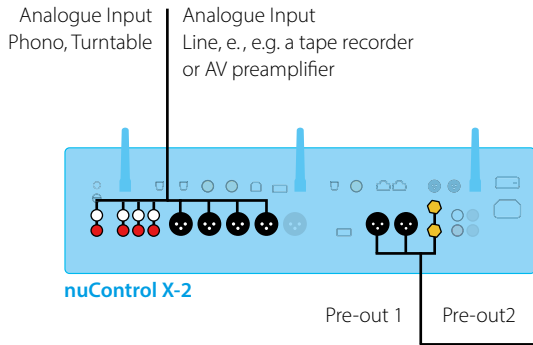 Analogue Input
Phono, Turntable
Analogue Input
Line, e., e.g. a tape recorder
or AV preamplifier
nuControl X-2
Pre-out 1
Pre-out2